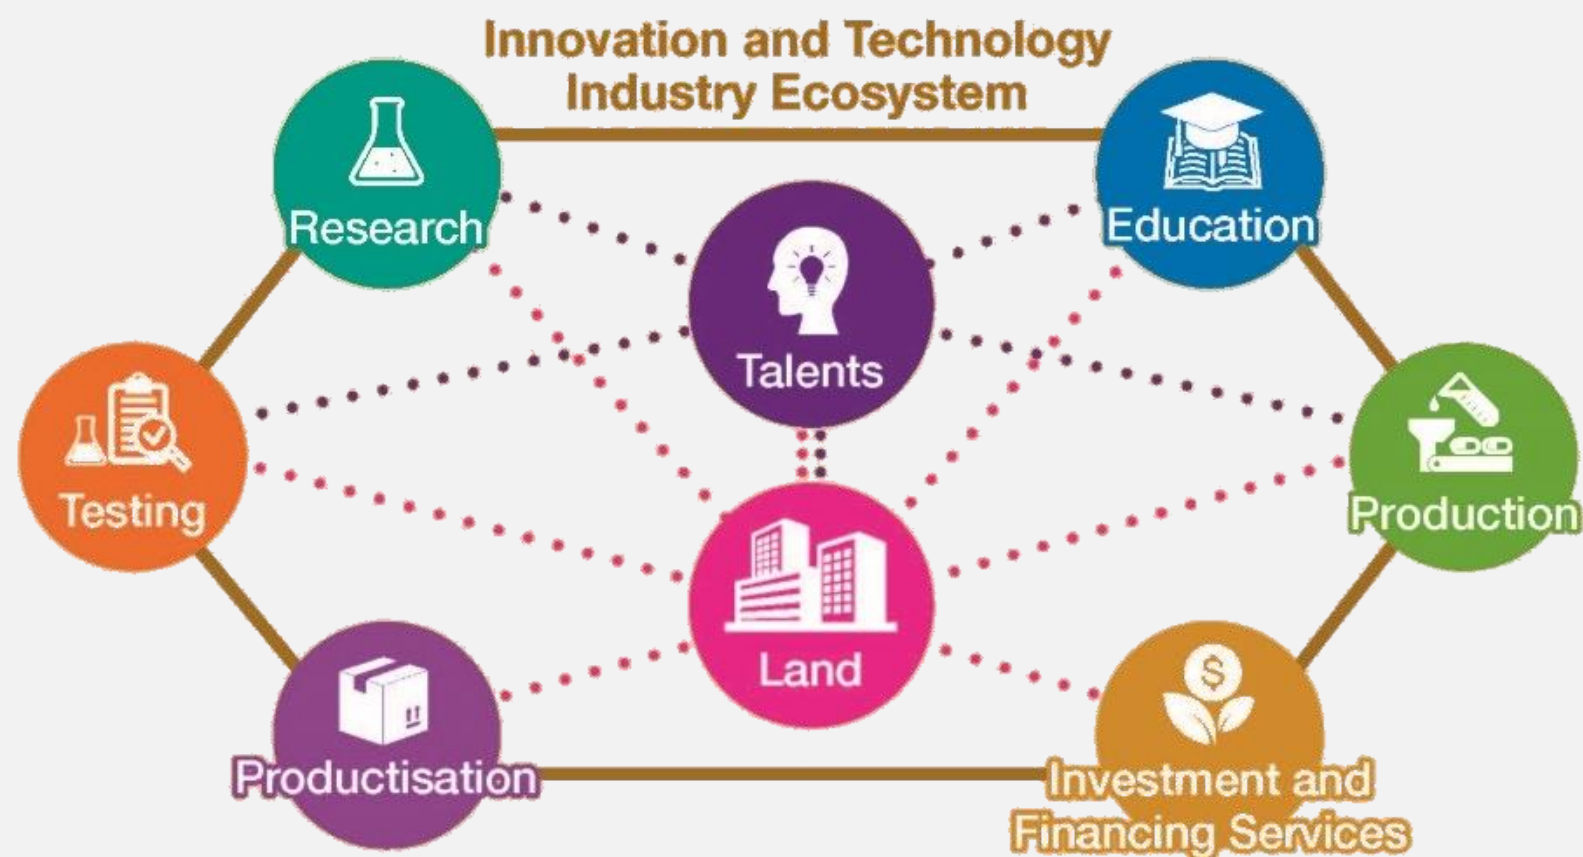 Innovation and Technology
Industry Ecosystem
Research
Education
Talents
Testing
Production
Land
Productisation
Investment and
Financing Services